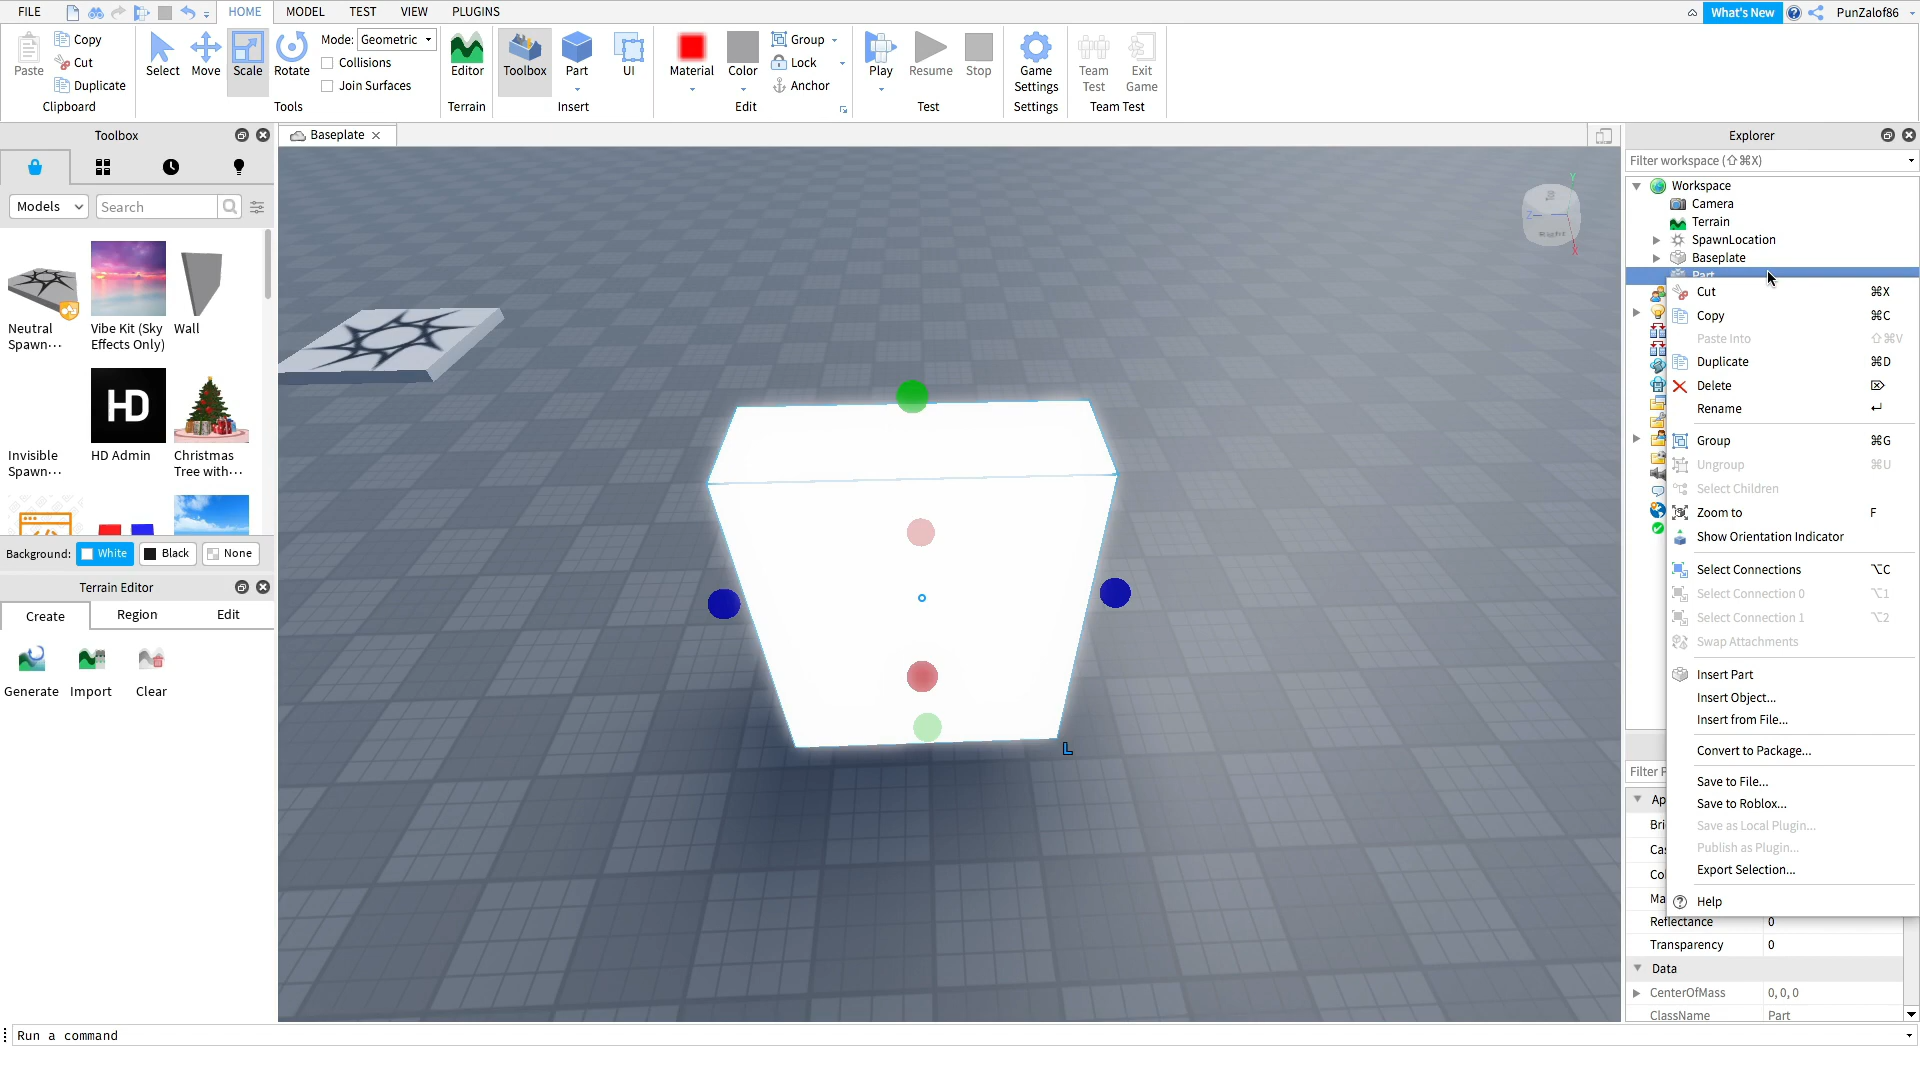 FILE HOME MODEL TEST VIEW PLUGINS What's New PunZalof86
Copy
Cut
Duplicate
Paste
Clipboard
Select Move Scale Rotate
Mode: Geometric
Collisions
Join Surfaces
Tools
Editor
Terrain
Toolbox Part UI
Insert
Material Color
Group
Lock
Anchor
Edit
Play Resume Stop
Test
Game
Settings
Settings
Team
Test
Exit
Game
Team Test
Toolbox
Models Search
Neutral
Spawn···
Vibe Kit (Sky
Effects Only)
Wall
HD
Invisible
Spawn···
HD Admin
Christmas
Tree with···
Background: White Black None
Terrain Editor
Create Region Edit
Generate Import Clear
Baseplate
Y
Z
Right
X
L
Explorer
Filter workspace (⇧⌘X)
Workspace
Camera
Terrain
SpawnLocation
Baseplate
Part
Cut ⌘X
Copy ⌘C
Paste Into ⇧⌘V
Duplicate ⌘D
Delete ⌦
Rename ↵
Group ⌘G
Ungroup ⌘U
Select Children
Zoom to F
Show Orientation Indicator
Select Connections ⌥C
Select Connection 0 ⌥1
Select Connection 1 ⌥2
Swap Attachments
Insert Part
Insert Object...
Insert from File...
Convert to Package...
Save to File...
Save to Roblox...
Save as Local Plugin...
Publish as Plugin...
Export Selection...
Help
Filter P
Ap
Bri
Cas
Col
Ma
Reflectance 0
Transparency 0
Data
CenterOfMass 0, 0, 0
ClassName Part
Run a command